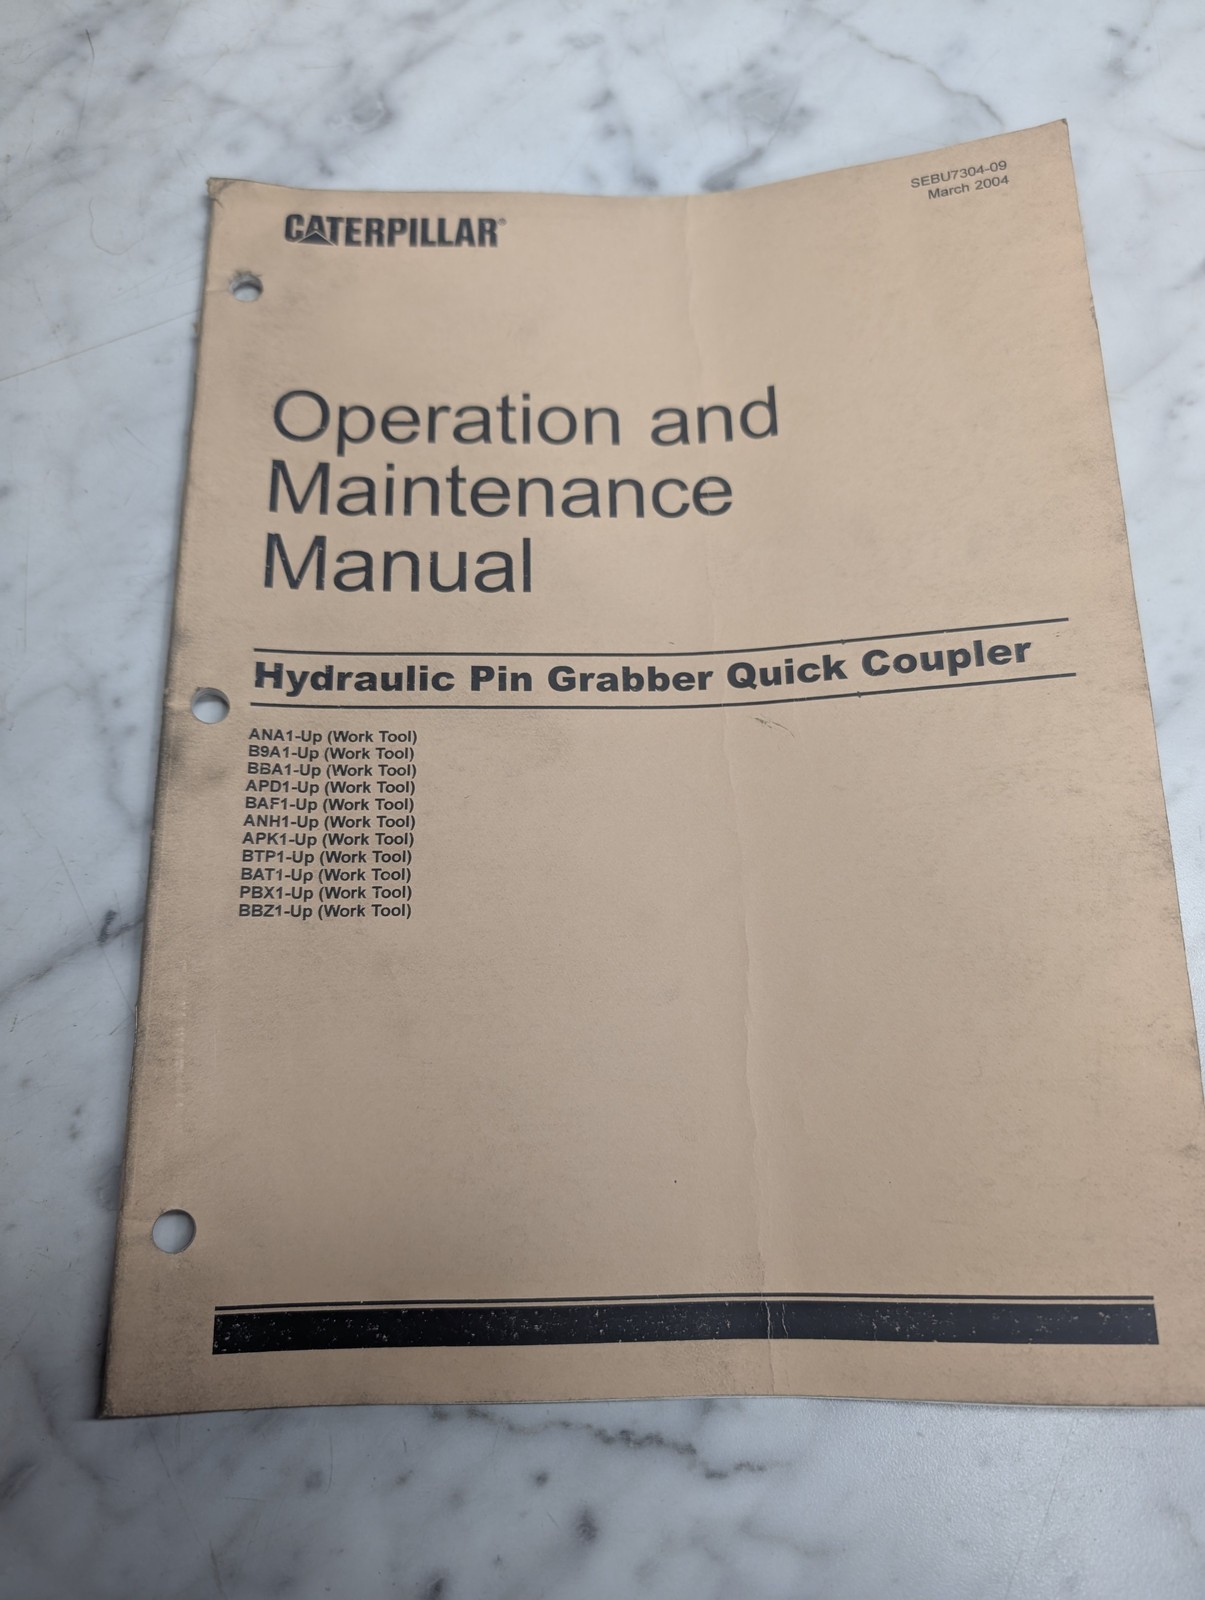 SEBU7304-09
March 2004
CATERPILLAR®
Operation and
Maintenance
Manual
Hydraulic Pin Grabber Quick Coupler
ANA1-Up (Work Tool)
B9A1-Up (Work Tool)
BBA1-Up (Work Tool)
APD1-Up (Work Tool)
BAF1-Up (Work Tool)
ANH1-Up (Work Tool)
APK1-Up (Work Tool)
BTP1-Up (Work Tool)
BAT1-Up (Work Tool)
PBX1-Up (Work Tool)
BBZ1-Up (Work Tool)